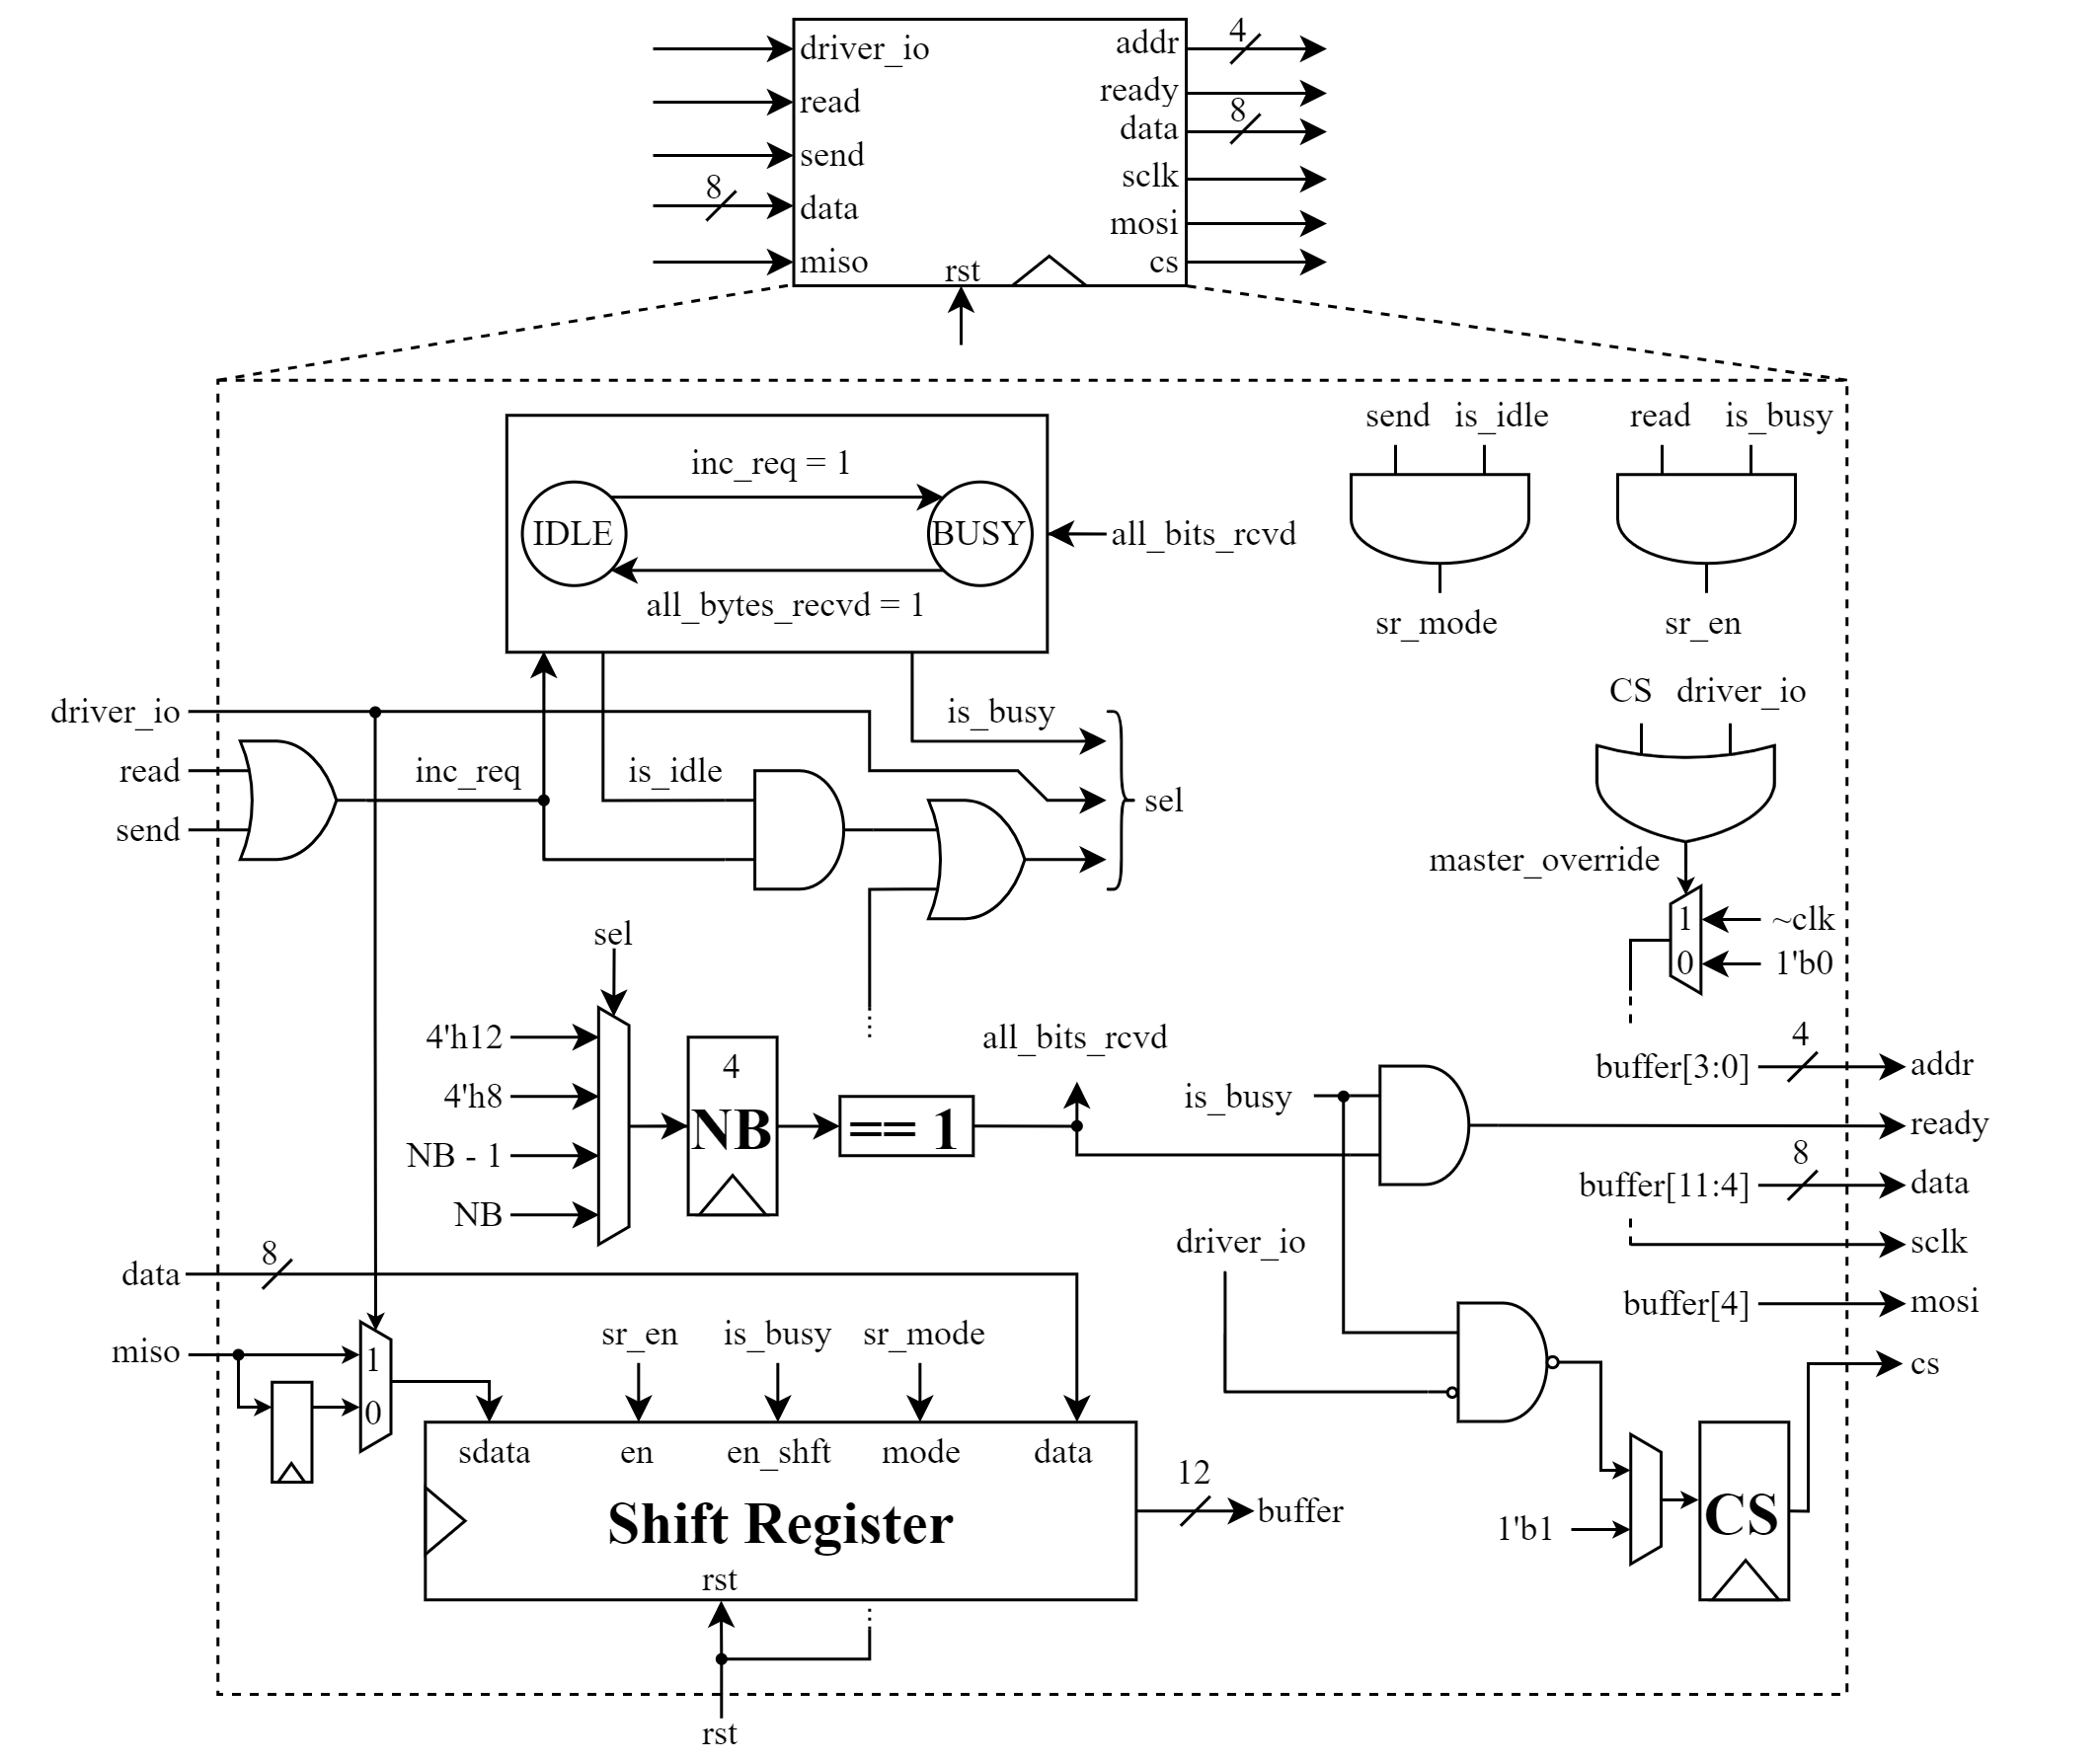 driver_io
read
send
8
data
miso
rst
addr
4
ready
data
8
sclk
mosi
cs
inc_req = 1
IDLE
BUSY
all_bytes_recvd = 1
all_bits_rcvd
send is_idle
sr_mode
read is_busy
sr_en
driver_io
read
send
inc_req
is_idle
is_busy
sel
CS driver_io
master_override
1
0
~clk
1'b0
sel
4'h12
4'h8
NB - 1
NB
4
NB
== 1
all_bits_rcvd
is_busy
buffer[3:0]
4
addr
ready
buffer[11:4]
8
data
sclk
buffer[4]
mosi
cs
driver_io
data
8
miso
1
0
sr_en
is_busy
sr_mode
sdata
en
en_shft
mode
data
Shift Register
rst
12
buffer
1'b1
CS
rst